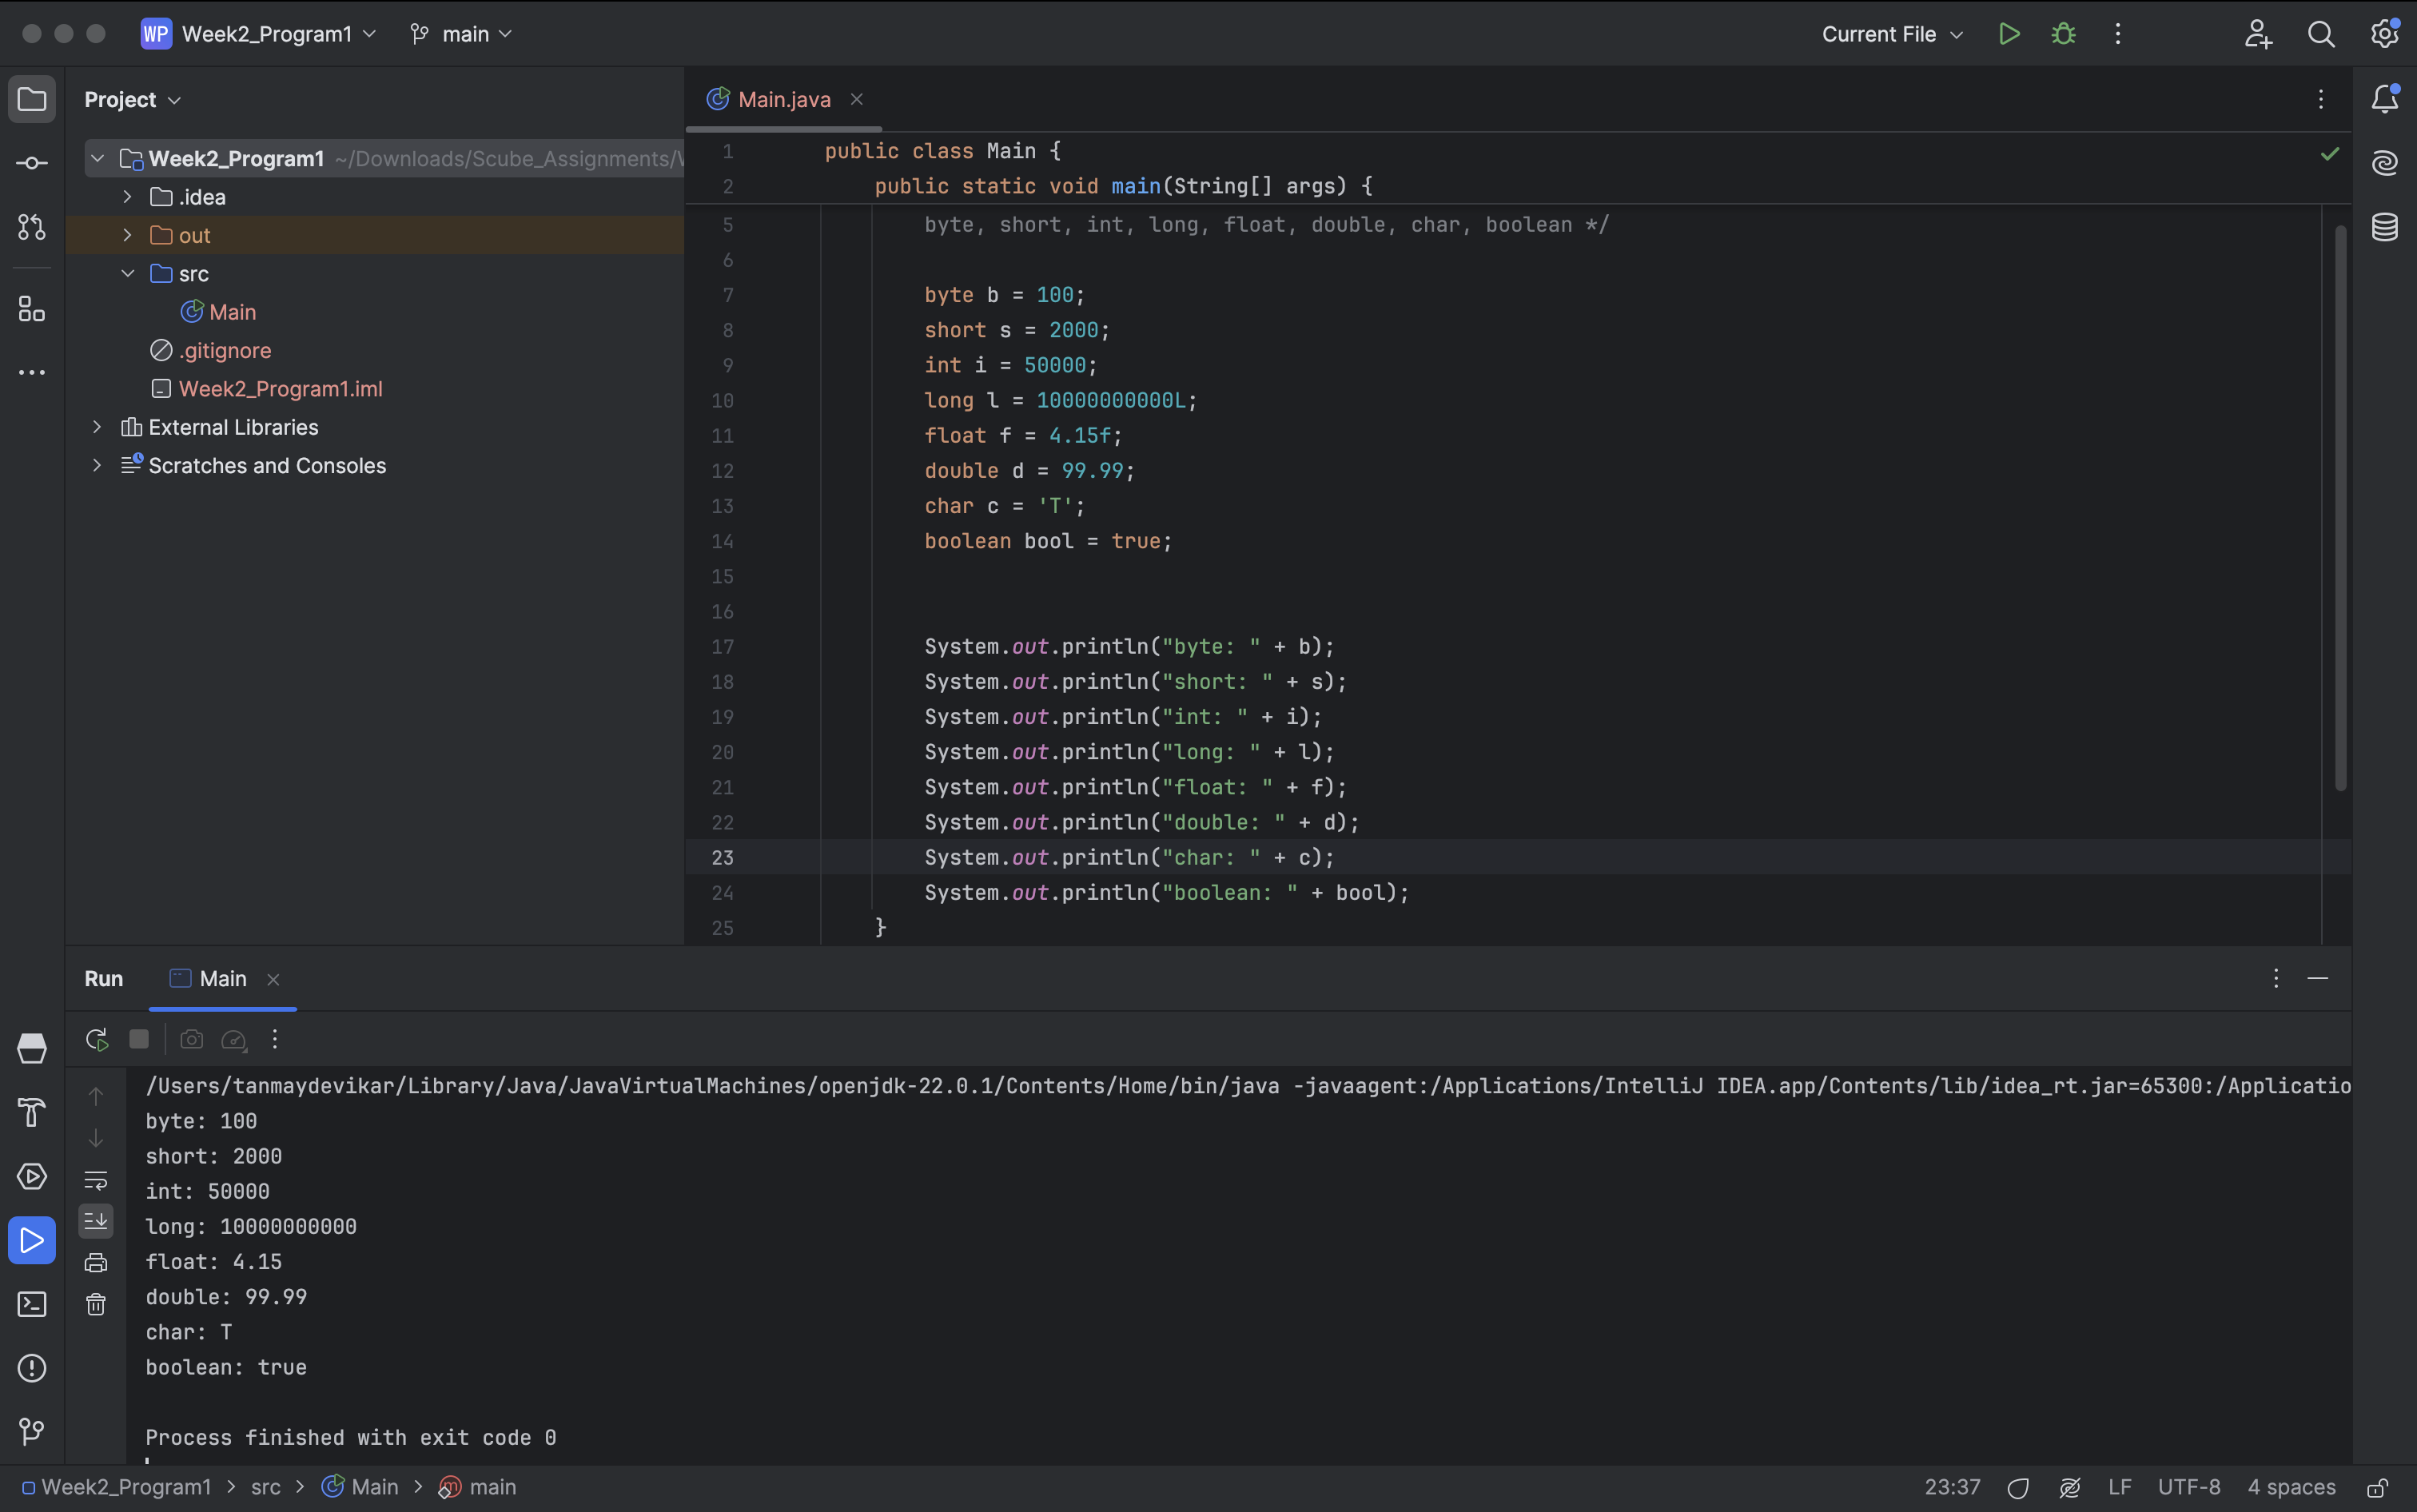 WP Week2_Program1 main Current File
Project
Week2_Program1 ~/Downloads/Scube_Assignments/
.idea
out
src
Main
.gitignore
Week2_Program1.iml
External Libraries
Scratches and Consoles
Main.java
1 public class Main {
2 public static void main(String[] args) {
5 byte, short, int, long, float, double, char, boolean */
6
7 byte b = 100;
8 short s = 2000;
9 int i = 50000;
10 long l = 10000000000L;
11 float f = 4.15f;
12 double d = 99.99;
13 char c = 'T';
14 boolean bool = true;
15
16
17 System.out.println("byte: " + b);
18 System.out.println("short: " + s);
19 System.out.println("int: " + i);
20 System.out.println("long: " + l);
21 System.out.println("float: " + f);
22 System.out.println("double: " + d);
23 System.out.println("char: " + c);
24 System.out.println("boolean: " + bool);
25 }
Run Main
/Users/tanmaydevikar/Library/Java/JavaVirtualMachines/openjdk-22.0.1/Contents/Home/bin/java -javaagent:/Applications/IntelliJ IDEA.app/Contents/lib/idea_rt.jar=65300:/Applicatio
byte: 100
short: 2000
int: 50000
long: 10000000000
float: 4.15
double: 99.99
char: T
boolean: true
Process finished with exit code 0
Week2_Program1 > src > Main > main 23:37 LF UTF-8 4 spaces